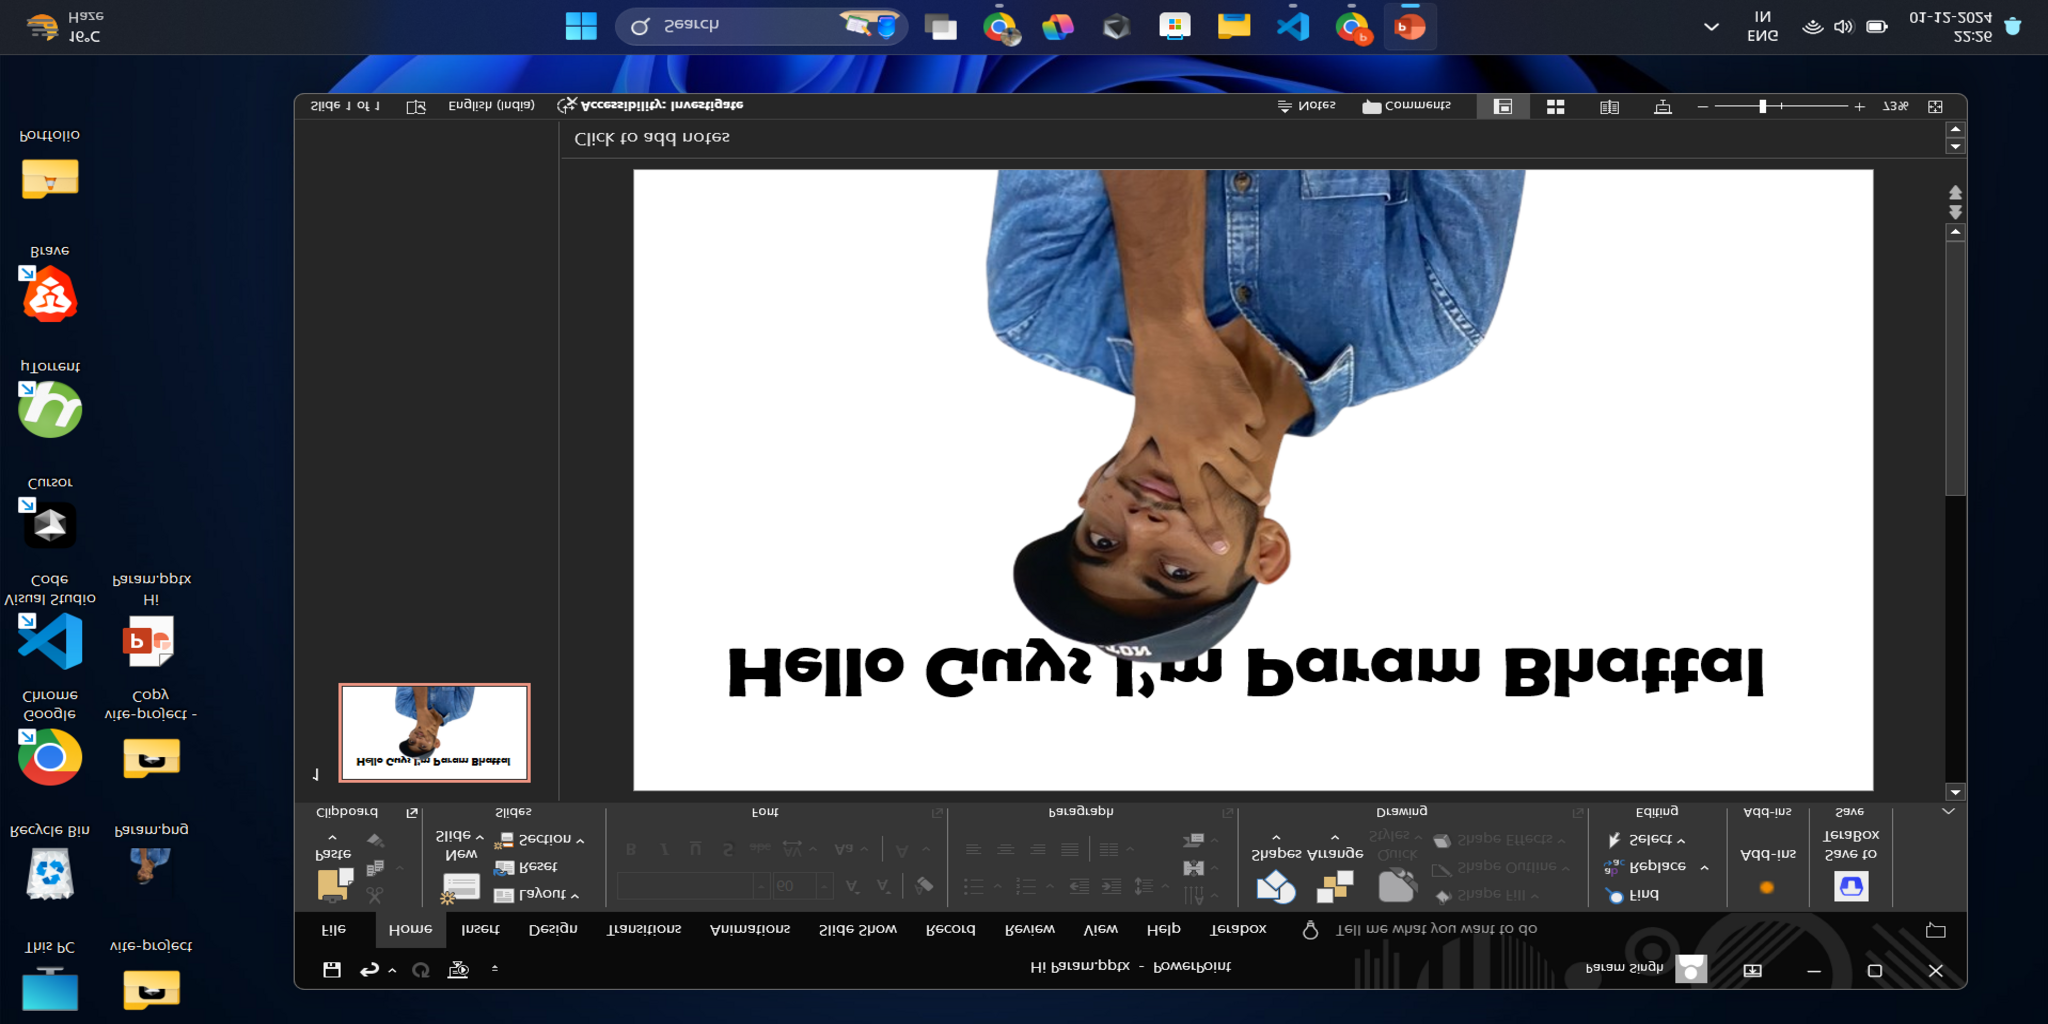 This PC
vite-project
Recycle Bin
Param.png
Google
Chrome
vite-project -
Copy
Visual Studio
Code
Hi
Param.pptx
Cursor
µTorrent
Brave
Portfolio
Hi Param.pptx - PowerPoint
Param Singh
File Home Insert Design Transitions Animations Slide Show Record Review View Help Terabox Tell me what you want to do
Paste
Clipboard
New
Slide
Layout
Reset
Section
Slides
60
B I U S abc AV Aa A
Font
Paragraph
Shapes
Arrange
Quick
Styles
Shape Fill
Shape Outline
Shape Effects
Drawing
Find
Replace
Select
Editing
Add-ins
Add-ins
Save to
TeraBox
Save
1
Hello Guys I'm Param Bhattal
Hello Guys I'm Param Bhattal
Click to add notes
Slide 1 of 1 English (India) Accessibility: Investigate Notes Comments 73%
16°C
Haze
Search
ENG
IN
22:26
01-12-2024